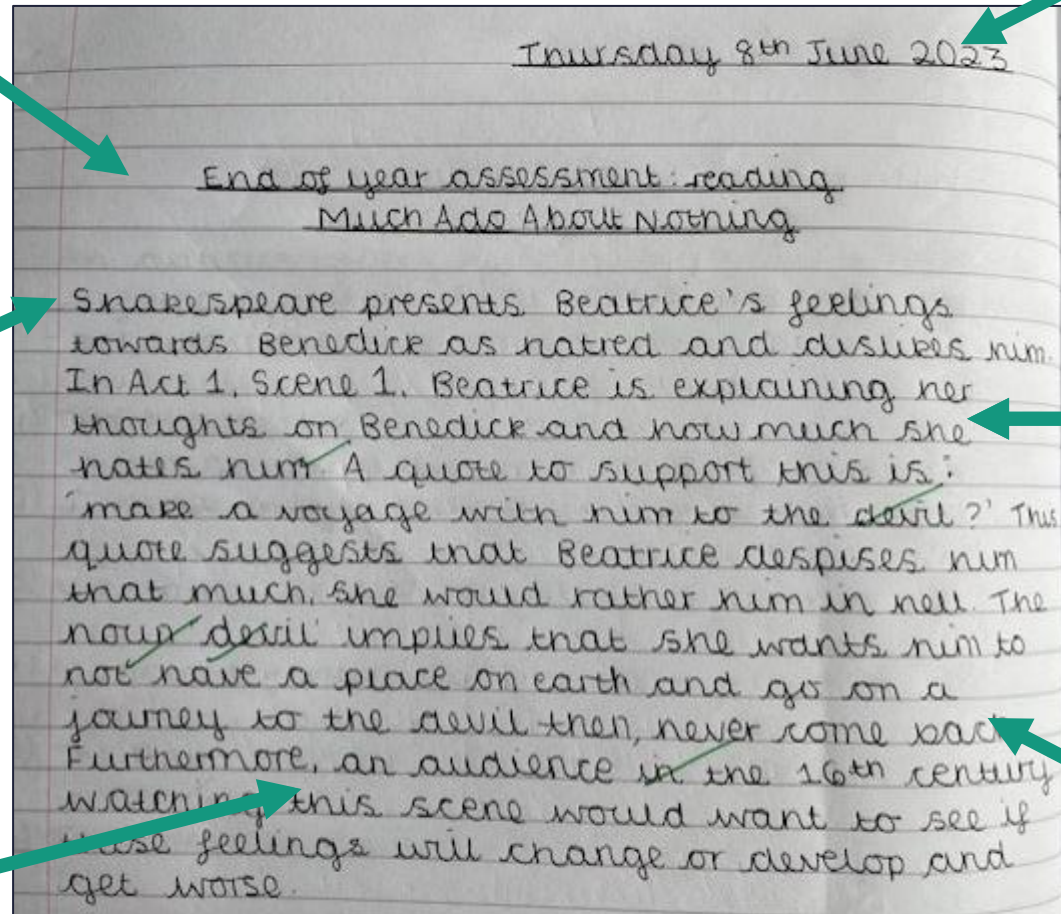 Thursday 8th June 2023
End of year assessment: reading
Much Ado About Nothing
Shakespeare presents Beatrice's feelings
towards Benedick as hatred and dislikes him.
In Act 1, Scene 1, Beatrice is explaining her
thoughts on Benedick and how much she
hates him. A quote to support this is:
'make a voyage with him to the devil?' This
quote suggests that Beatrice despises him
that much, she would rather him in hell. The
noun 'devil' implies that she wants him to
not have a place on earth and go on a
journey to the devil then, never come back
Furthermore, an audience in the 16th century
watching this scene would want to see if
these feelings will change or develop and
get worse.